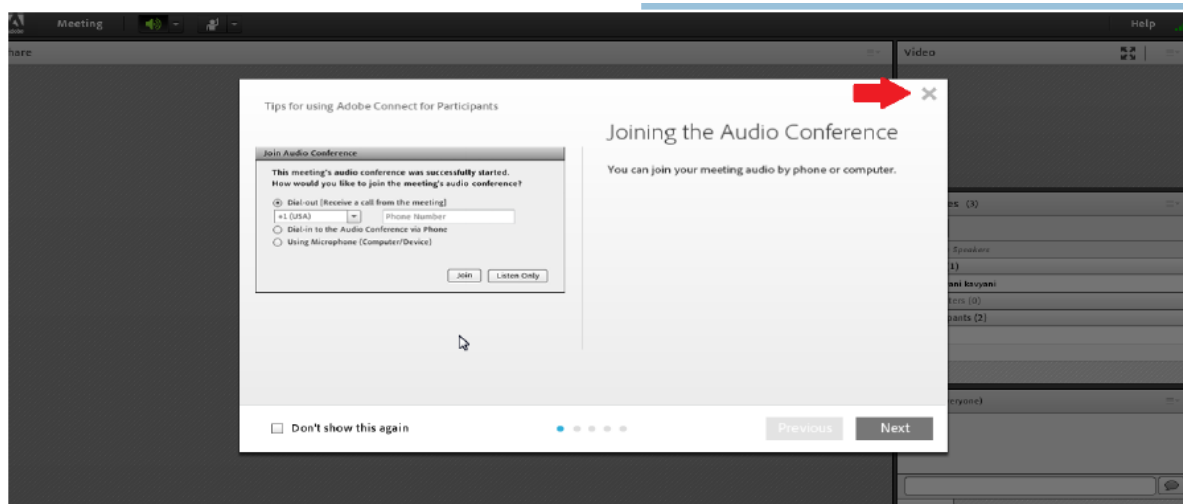 Adobe
Meeting
Help
hare
Video
Tips for using Adobe Connect for Participants
Joining the Audio Conference
You can join your meeting audio by phone or computer.
Join Audio Conference
This meeting's audio conference was successfully started.
How would you like to join the meeting's audio conference?
Dial-out [Receive a call from the meeting]
+1 (USA)
Phone Number
Dial-in to the Audio Conference via Phone
Using Microphone (Computer/Device)
Join
Listen Only
Don't show this again
Previous
Next
es (3)
Speakers
1)
ani kavyani
ters (0)
pants (2)
eryone)